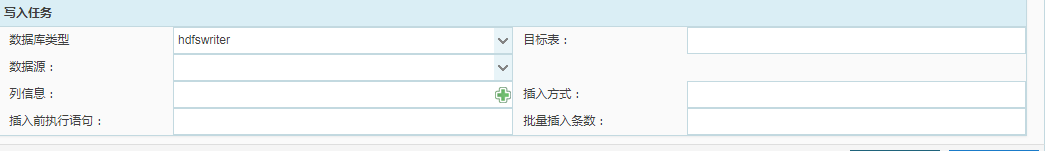 写入任务
数据库类型 hdfswriter 目标表：
数据源：
列信息： 插入方式：
插入前执行语句： 批量插入条数：